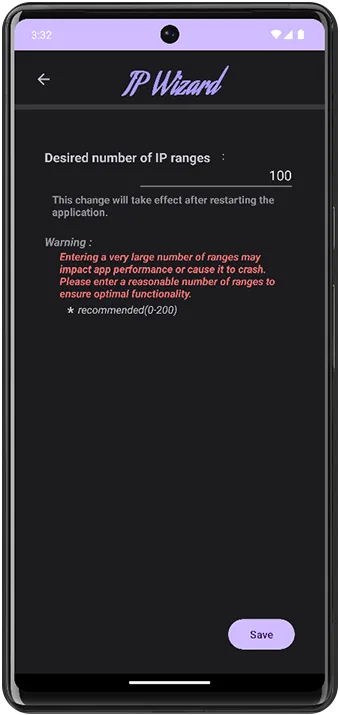 3:32
IP Wizard
Desired number of IP ranges :
100
This change will take effect after restarting the
application.
Warning :
Entering a very large number of ranges may
impact app performance or cause it to crash.
Please enter a reasonable number of ranges to
ensure optimal functionality.
* recommended(0-200)
Save